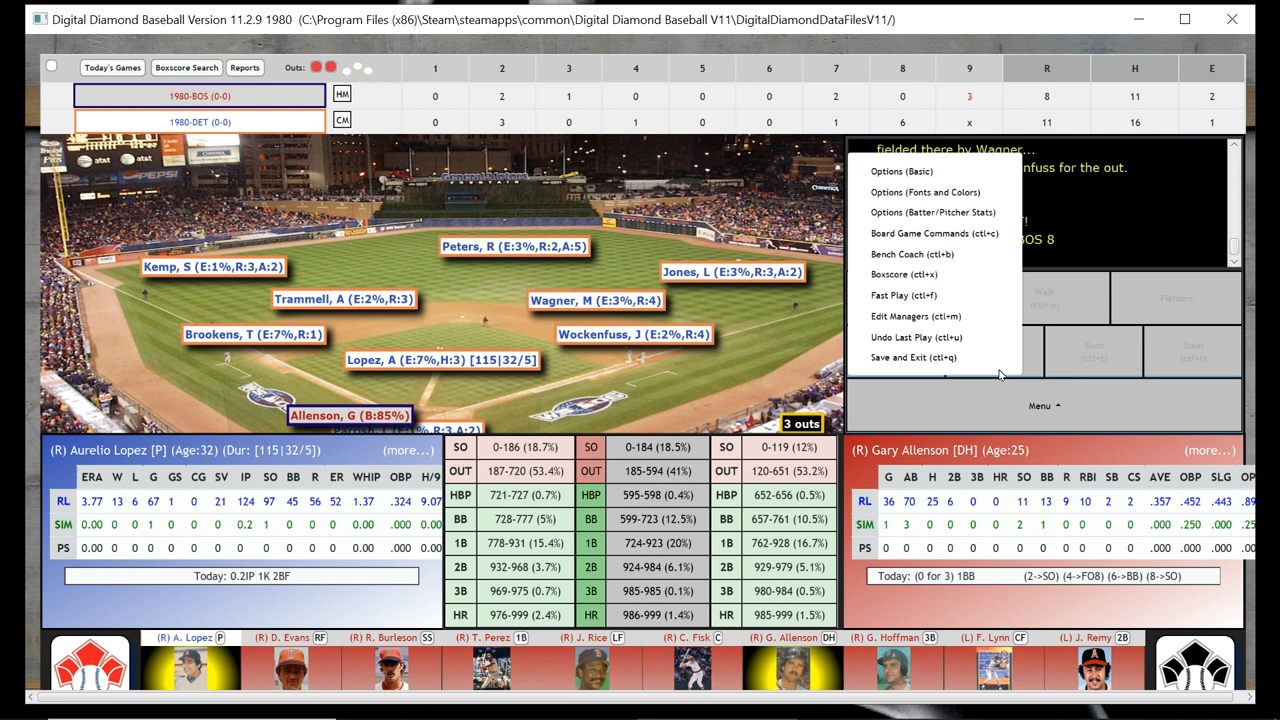 Digital Diamond Baseball Version 11.2.9 1980 (C:\Program Files (x86)\Steam\steamapps\common\Digital Diamond Baseball V11\DigitalDiamondDataFilesV11/)
Today's Games Boxscore Search Reports Outs: 1 2 3 4 5 6 7 8 9 R H E
1980-BOS (0-0) HM 0 2 1 0 0 0 2 0 3 8 11 2
1980-DET (0-0) CM 0 3 0 1 0 0 1 6 x 11 16 1
at&t at&t
PEPSI
General Motors
Comerica
Peters, R (E:3%,R:2,A:5)
Kemp, S (E:1%,R:3,A:2)
Jones, L (E:3%,R:3,A:2)
Trammell, A (E:2%,R:3)
Wagner, M (E:3%,R:4)
Brookens, T (E:7%,R:1)
Wockenfuss, J (E:2%,R:4)
Lopez, A (E:7%,H:3) [115|32/5]
Allenson, G (B:85%)
Parrish, L (E:1%,R:3,A:2)
3 outs
fielded there by Wagner...
nfuss for the out.
!
OS 8
Options (Basic)
Options (Fonts and Colors)
Options (Batter/Pitcher Stats)
Board Game Commands (ctl+c)
Bench Coach (ctl+b)
Boxscore (ctl+x)
Fast Play (ctl+f)
Edit Managers (ctl+m)
Undo Last Play (ctl+u)
Save and Exit (ctl+q)
Walk
(ctl+w)
Fielders
Bunt
(ctl+t)
Steal
(ctl+s)
Menu
(R) Aurelio Lopez [P] (Age:32) (Dur: [115|32/5]) (more...)
ERA W L G GS CG SV IP SO BB R ER WHIP OBP H/9
RL 3.77 13 6 67 1 0 21 124 97 45 56 52 1.37 .324 9.07
SIM 0.00 0 0 1 0 0 0 0.2 1 0 0 0 0.00 .000 0.00
PS 0.00 0 0 0 0 0 0 0 0 0 0 0 0.00 .000 0.00
Today: 0.2IP 1K 2BF
SO 0-186 (18.7%) SO 0-184 (18.5%) SO 0-119 (12%)
OUT 187-720 (53.4%) OUT 185-594 (41%) OUT 120-651 (53.2%)
HBP 721-727 (0.7%) HBP 595-598 (0.4%) HBP 652-656 (0.5%)
BB 728-777 (5%) BB 599-723 (12.5%) BB 657-761 (10.5%)
1B 778-931 (15.4%) 1B 724-923 (20%) 1B 762-928 (16.7%)
2B 932-968 (3.7%) 2B 924-984 (6.1%) 2B 929-979 (5.1%)
3B 969-975 (0.7%) 3B 985-985 (0.1%) 3B 980-984 (0.5%)
HR 976-999 (2.4%) HR 986-999 (1.4%) HR 985-999 (1.5%)
(R) Gary Allenson [DH] (Age:25) (more...)
G AB H 2B 3B HR SO BB R RBI SB CS AVE OBP SLG OP
RL 36 70 25 6 0 0 11 13 9 10 2 2 .357 .452 .443 .89
SIM 1 3 0 0 0 0 2 1 0 0 0 0 .000 .250 .000 .25
PS 0 0 0 0 0 0 0 0 0 0 0 0 .000 .000 .000 .00
Today: (0 for 3) 1BB (2->SO) (4->FO8) (6->BB) (8->SO)
(R) A. Lopez P (R) D. Evans RF (R) R. Burleson SS (R) T. Perez 1B (R) J. Rice LF (R) C. Fisk C (R) G. Allenson DH (R) G. Hoffman 3B (L) F. Lynn CF (L) J. Remy 2B